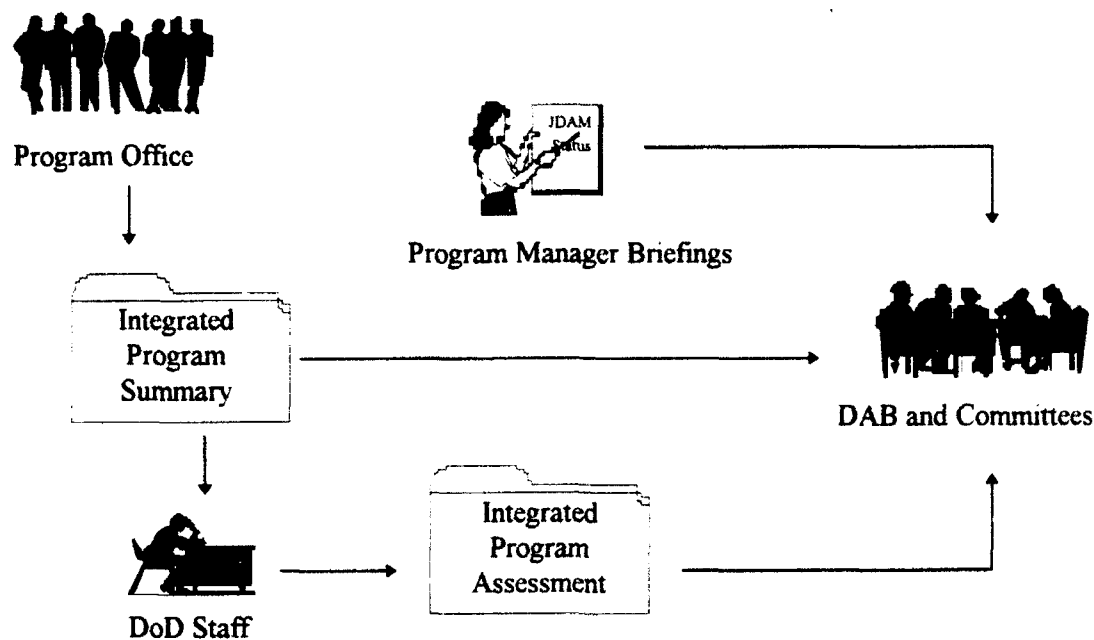 Program Office
JDAM
Status
Program Manager Briefings
Integrated
Program
Summary
DAB and Committees
Integrated
Program
Assessment
DoD Staff